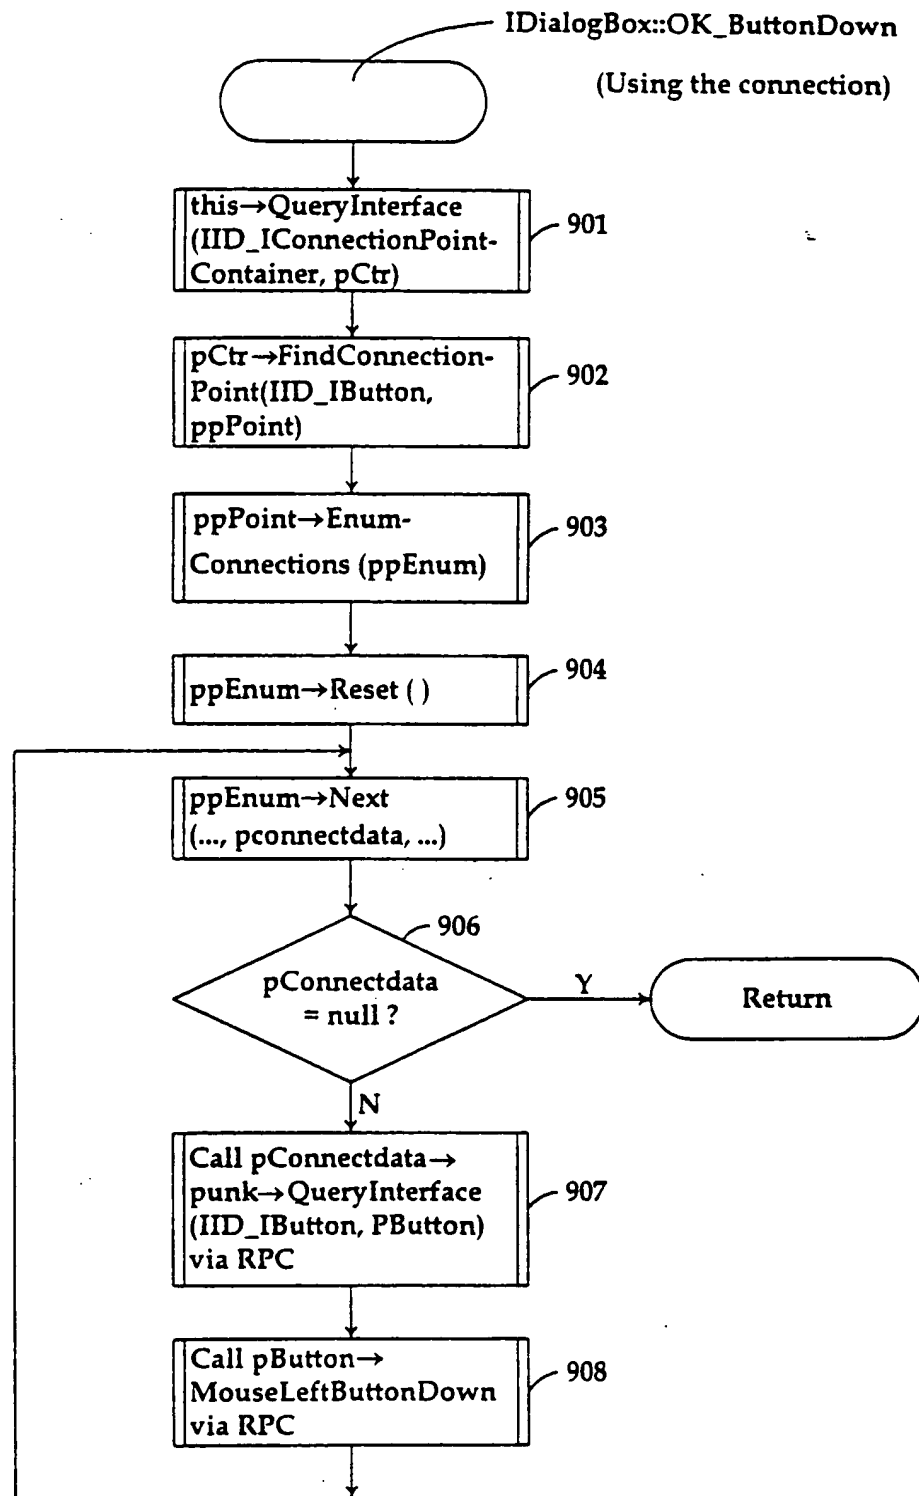 IDialogBox::OK_ButtonDown
(Using the connection)
this→QueryInterface
(IID_IConnectionPoint-
Container, pCtr)
901
pCtr→FindConnection-
Point(IID_IButton,
ppPoint)
902
ppPoint→Enum-
Connections (ppEnum)
903
ppEnum→Reset ( )
904
ppEnum→Next
(..., pconnectdata, ...)
905
906
pConnectdata
= null ?
Y
Return
N
Call pConnectdata→
punk→QueryInterface
(IID_IButton, PButton)
via RPC
907
Call pButton→
MouseLeftButtonDown
via RPC
908